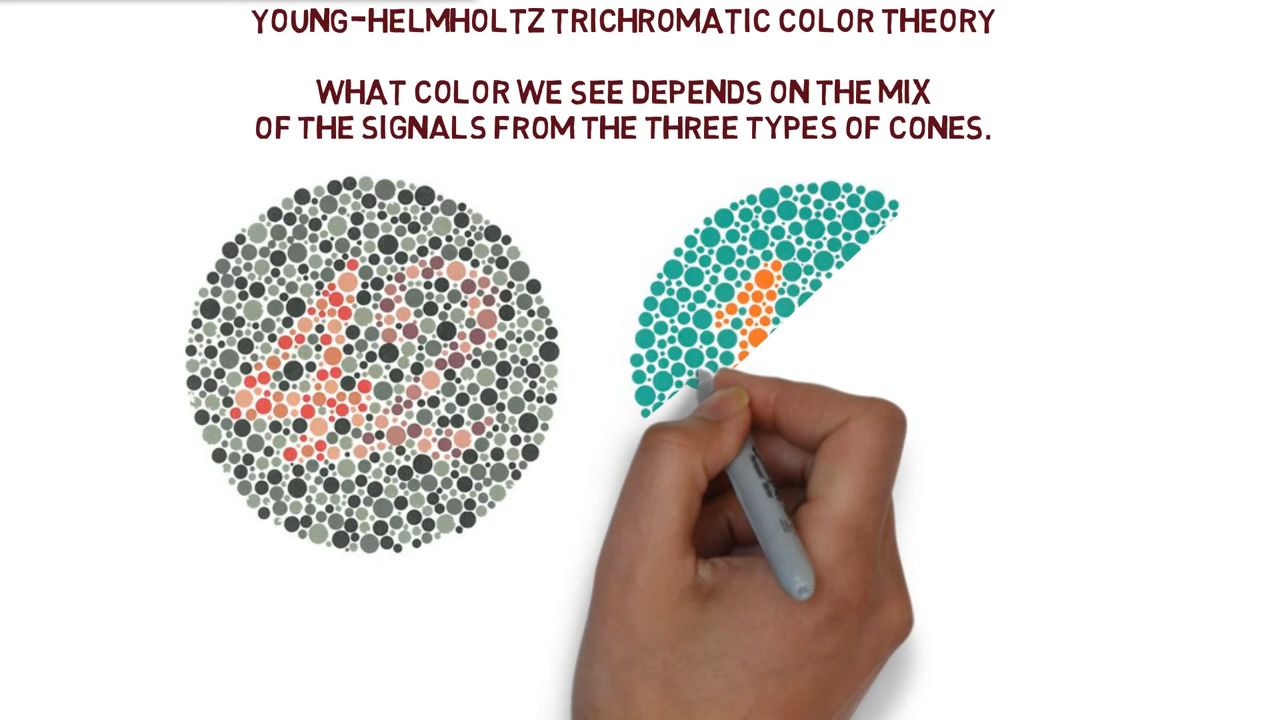 YOUNG-HELMHOLTZ TRICHROMATIC COLOR THEORY
WHAT COLOR WE SEE DEPENDS ON THE MIX
OF THE SIGNALS FROM THE THREE TYPES OF CONES.
42